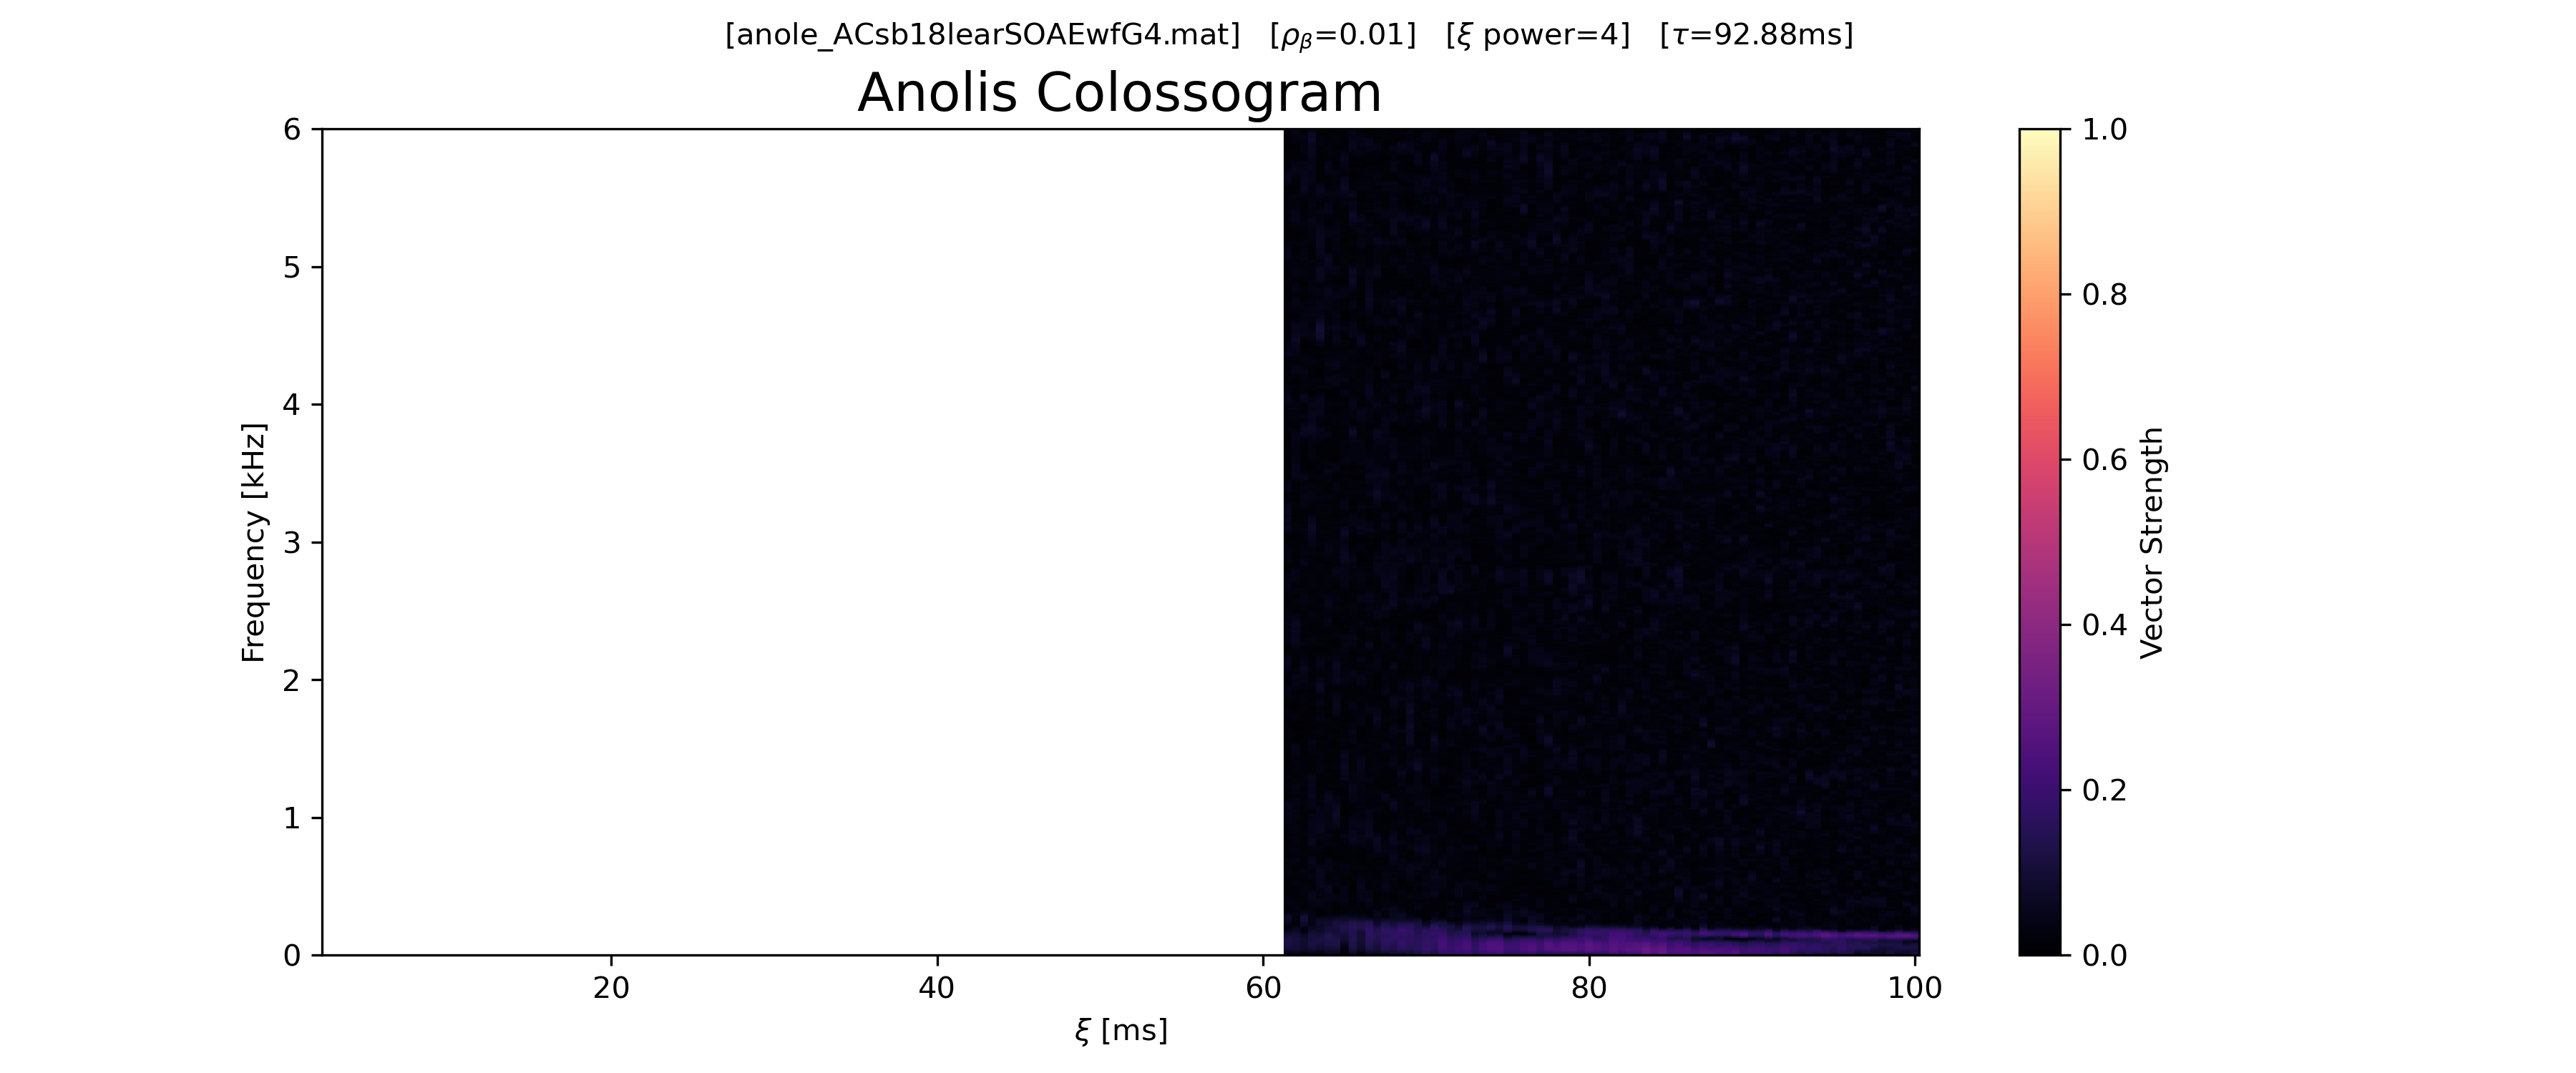 [anole_ACsb18learSOAEwfG4.mat]   [ρβ=0.01]   [ξ power=4]   [τ=92.88ms]
Anolis Colossogram
6
5
4
3
2
1
0
Frequency [kHz]
20 40 60 80 100
ξ [ms]
1.0
0.8
0.6
0.4
0.2
0.0
Vector Strength